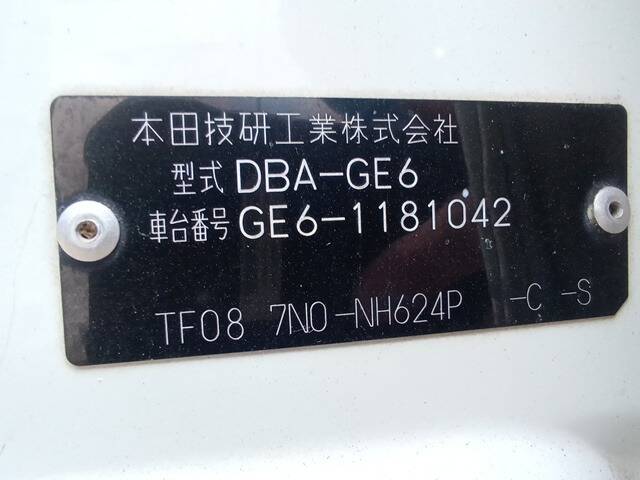 本田技研工業株式会社
型式 DBA-GE6
車台番号 GE6-1181042
TF08 7N0-NH624P -C -S